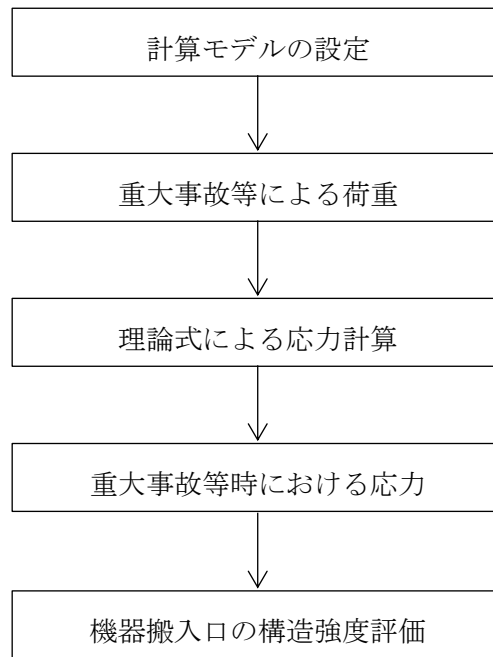 計算モデルの設定
重大事故等による荷重
理論式による応力計算
重大事故等時における応力
機器搬入口の構造強度評価